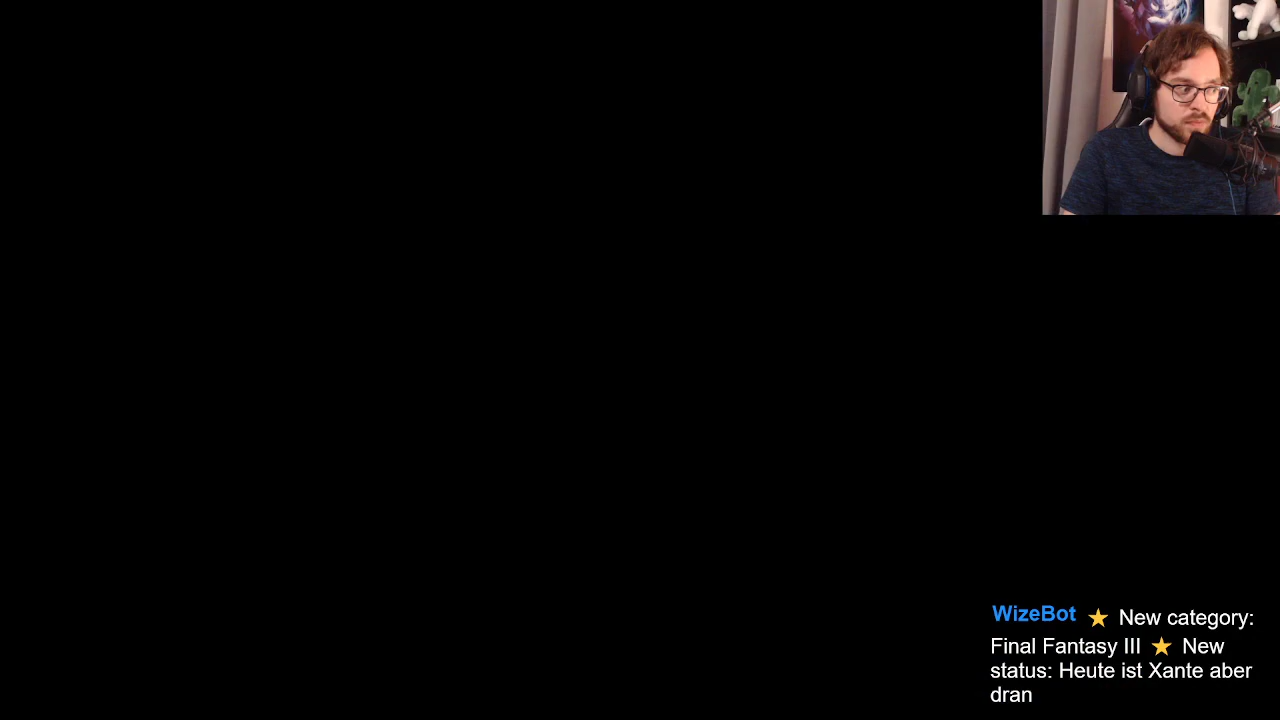 WizeBot ⭐ New category:
Final Fantasy III ⭐ New
status: Heute ist Xante aber
dran